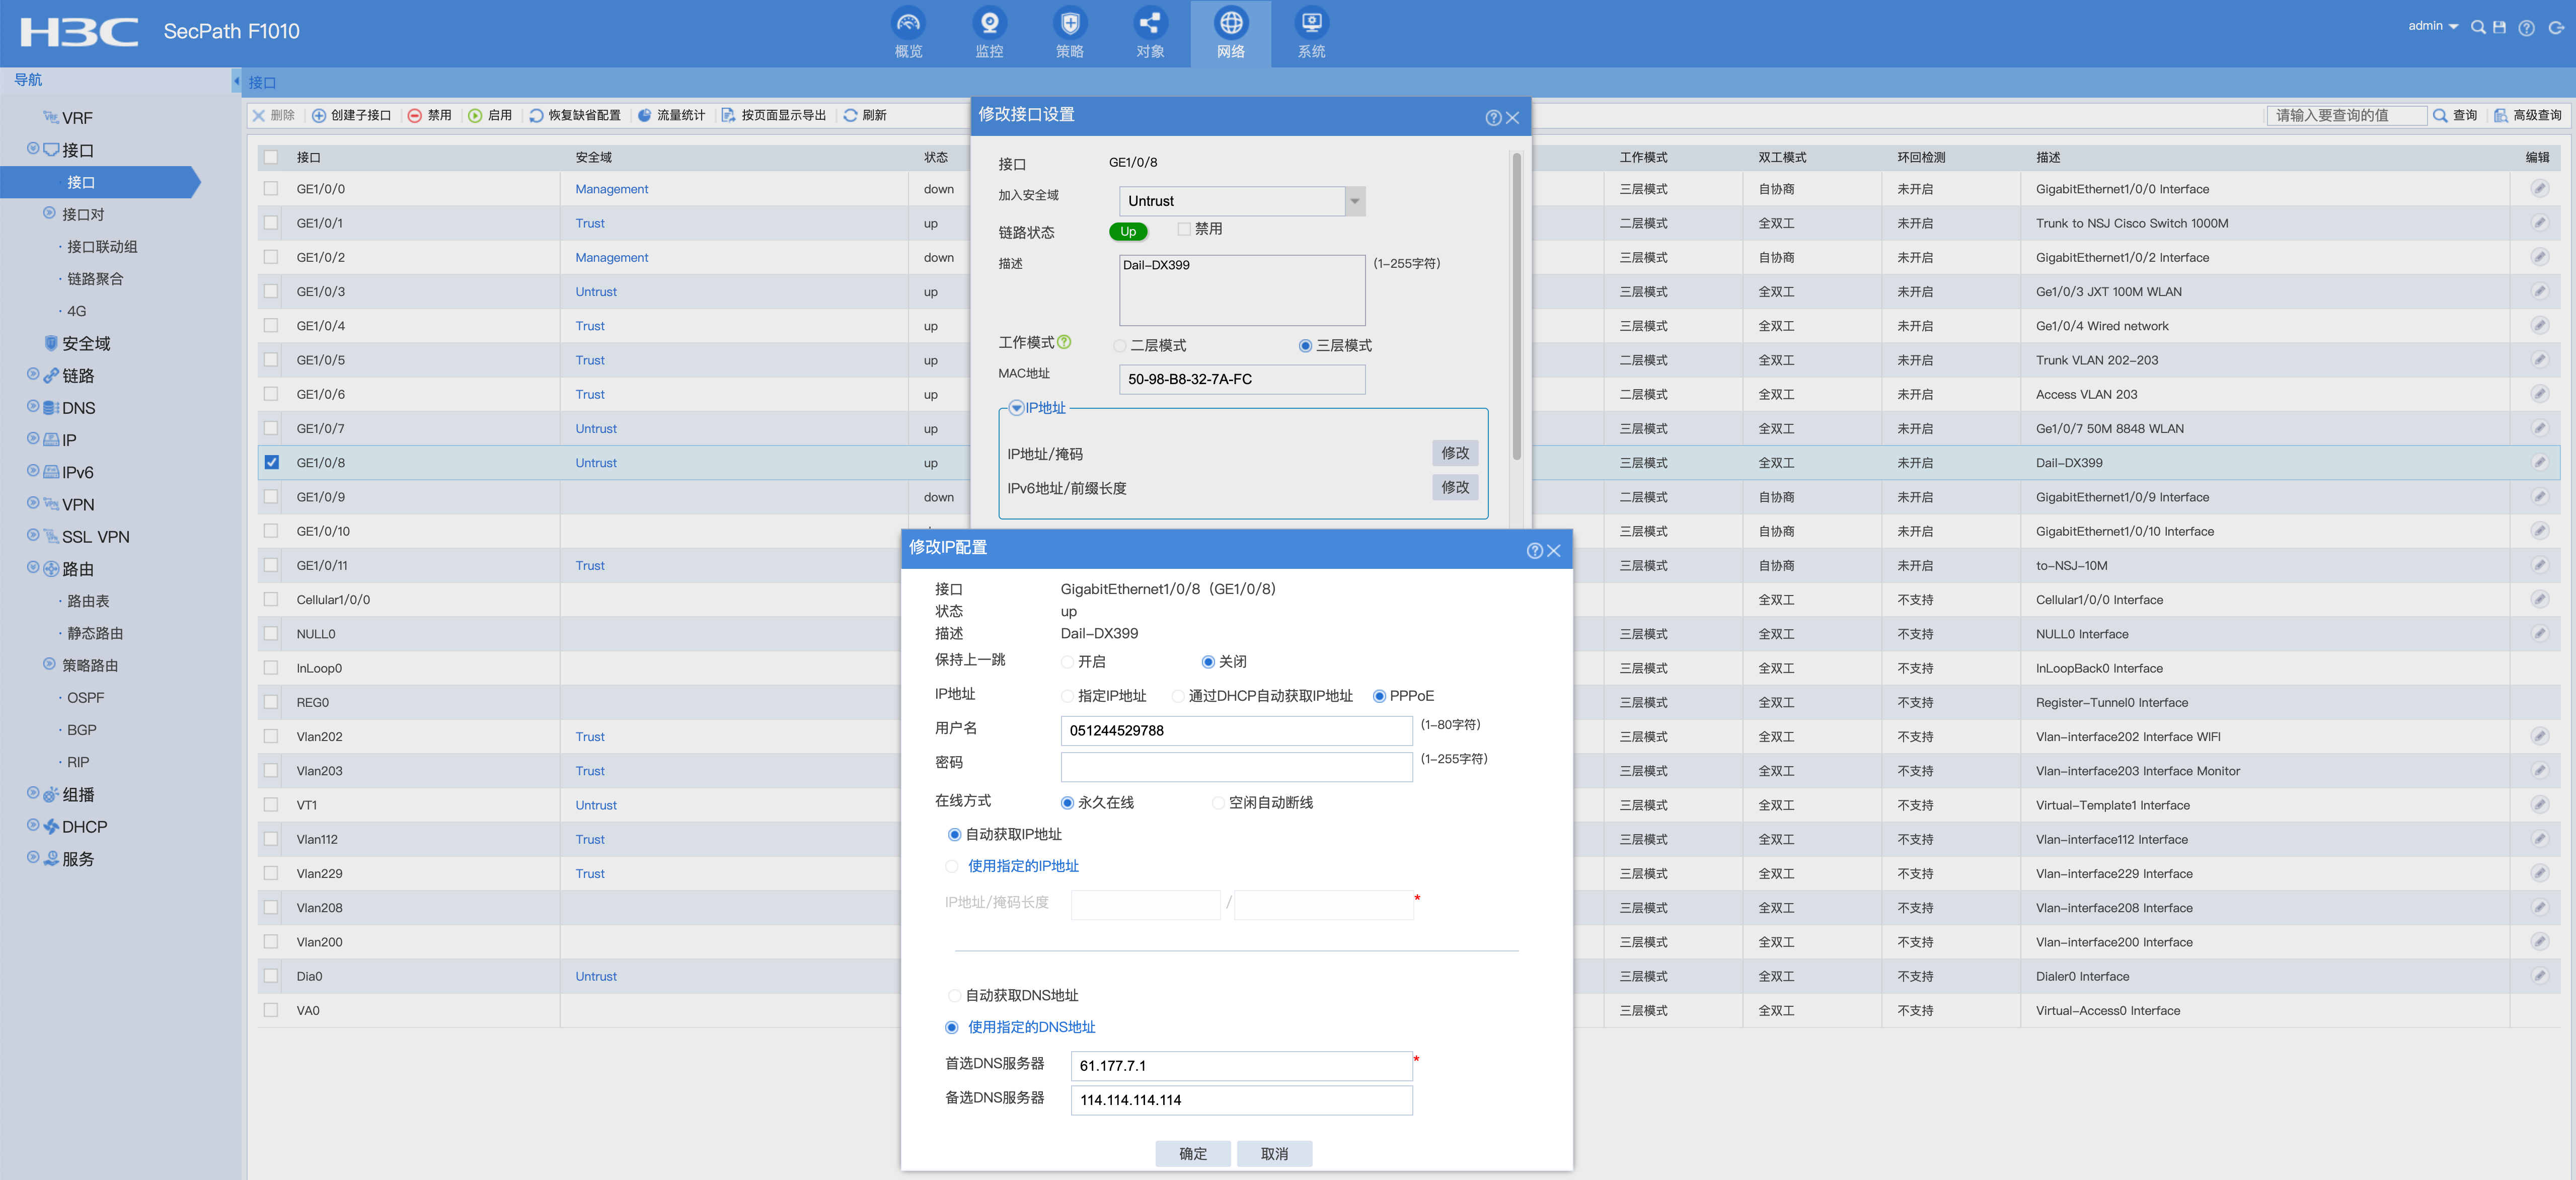 H3C SecPath F1010
概览 监控 策略 对象 网络 系统
admin
导航
接口
VRF
接口
接口
接口对
接口联动组
链路聚合
4G
安全域
链路
DNS
IP
IPv6
VPN
SSL VPN
路由
路由表
静态路由
策略路由
OSPF
BGP
RIP
组播
DHCP
服务
删除 创建子接口 禁用 启用 恢复缺省配置 流量统计 按页面显示导出 刷新 请输入要查询的值 查询 高级查询
接口 安全域 状态 工作模式 双工模式 环回检测 描述 编辑
GE1/0/0 Management down 三层模式 自协商 未开启 GigabitEthernet1/0/0 Interface
GE1/0/1 Trust up 二层模式 全双工 未开启 Trunk to NSJ Cisco Switch 1000M
GE1/0/2 Management down 三层模式 自协商 未开启 GigabitEthernet1/0/2 Interface
GE1/0/3 Untrust up 三层模式 全双工 未开启 Ge1/0/3 JXT 100M WLAN
GE1/0/4 Trust up 三层模式 全双工 未开启 Ge1/0/4 Wired network
GE1/0/5 Trust up 二层模式 全双工 未开启 Trunk VLAN 202-203
GE1/0/6 Trust up 二层模式 全双工 未开启 Access VLAN 203
GE1/0/7 Untrust up 三层模式 全双工 未开启 Ge1/0/7 50M 8848 WLAN
GE1/0/8 Untrust up 三层模式 全双工 未开启 Dail-DX399
GE1/0/9 down 二层模式 自协商 未开启 GigabitEthernet1/0/9 Interface
GE1/0/10 三层模式 自协商 未开启 GigabitEthernet1/0/10 Interface
GE1/0/11 Trust 三层模式 自协商 未开启 to-NSJ-10M
Cellular1/0/0 全双工 不支持 Cellular1/0/0 Interface
NULL0 三层模式 全双工 不支持 NULL0 Interface
InLoop0 三层模式 全双工 不支持 InLoopBack0 Interface
REG0 三层模式 全双工 不支持 Register-Tunnel0 Interface
Vlan202 Trust 三层模式 全双工 不支持 Vlan-interface202 Interface WIFI
Vlan203 Trust 三层模式 全双工 不支持 Vlan-interface203 Interface Monitor
VT1 Untrust 三层模式 全双工 不支持 Virtual-Template1 Interface
Vlan112 Trust 三层模式 全双工 不支持 Vlan-interface112 Interface
Vlan229 Trust 三层模式 全双工 不支持 Vlan-interface229 Interface
Vlan208 三层模式 全双工 不支持 Vlan-interface208 Interface
Vlan200 三层模式 全双工 不支持 Vlan-interface200 Interface
Dia0 Untrust 三层模式 全双工 不支持 Dialer0 Interface
VA0 三层模式 全双工 不支持 Virtual-Access0 Interface
修改接口设置
接口 GE1/0/8
加入安全域 Untrust
链路状态 Up 禁用
描述 Dail-DX399 (1-255字符)
工作模式 二层模式 三层模式
MAC地址 50-98-B8-32-7A-FC
IP地址
IP地址/掩码 修改
IPv6地址/前缀长度 修改
修改IP配置
接口 GigabitEthernet1/0/8（GE1/0/8）
状态 up
描述 Dail-DX399
保持上一跳 开启 关闭
IP地址 指定IP地址 通过DHCP自动获取IP地址 PPPoE
用户名 051244529788 (1-80字符)
密码 (1-255字符)
在线方式 永久在线 空闲自动断线
自动获取IP地址
使用指定的IP地址
IP地址/掩码长度 / *
自动获取DNS地址
使用指定的DNS地址
首选DNS服务器 61.177.7.1 *
备选DNS服务器 114.114.114.114
确定 取消